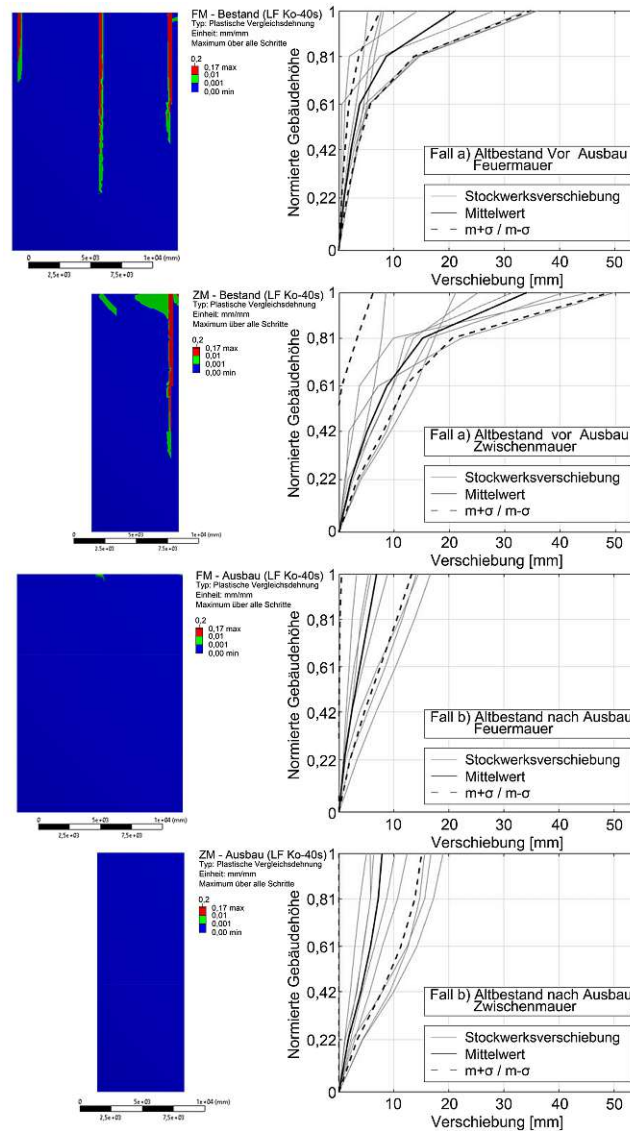 FM - Bestand (LF Ko-40s)
Typ: Plastische Vergleichsdehnung
Einheit: mm/mm
Maximum über alle Schritte
0,2
0,17 max
0,01
0,001
0,00 min
0 5e+03 1e+04 (mm)
2,5e+03 7,5e+03
Normierte Gebäudehöhe
1
0,81
0,61
0,42
0,22
0
Fall a) Altbestand Vor Ausbau
Feuermauer
Stockwerksverschiebung
Mittelwert
m+σ / m-σ
10 20 30 40 50
Verschiebung [mm]
ZM - Bestand (LF Ko-40s)
Typ: Plastische Vergleichsdehnung
Einheit: mm/mm
Maximum über alle Schritte
0,2
0,17 max
0,01
0,001
0,00 min
0 5e+03 1e+04 (mm)
2,5e+03 7,5e+03
Normierte Gebäudehöhe
1
0,81
0,61
0,42
0,22
0
Fall a) Altbestand vor Ausbau
Zwischenmauer
Stockwerksverschiebung
Mittelwert
m+σ / m-σ
10 20 30 40 50
Verschiebung [mm]
FM - Ausbau (LF Ko-40s)
Typ: Plastische Vergleichsdehnung
Einheit: mm/mm
Maximum über alle Schritte
0,2
0,17 max
0,01
0,001
0,00 min
0 5e+03 1e+04 (mm)
2,5e+03 7,5e+03
Normierte Gebäudehöhe
1
0,81
0,61
0,42
0,22
0
Fall b) Altbestand nach Ausbau
Feuermauer
Stockwerksverschiebung
Mittelwert
m+σ / m-σ
10 20 30 40 50
Verschiebung [mm]
ZM - Ausbau (LF Ko-40s)
Typ: Plastische Vergleichsdehnung
Einheit: mm/mm
Maximum über alle Schritte
0,2
0,17 max
0,01
0,001
0,00 min
0 5e+03 1e+04 (mm)
2,5e+03 7,5e+03
Normierte Gebäudehöhe
1
0,81
0,61
0,42
0,22
0
Fall b) Altbestand nach Ausbau
Zwischenmauer
Stockwerksverschiebung
Mittelwert
m+σ / m-σ
10 20 30 40 50
Verschiebung [mm]